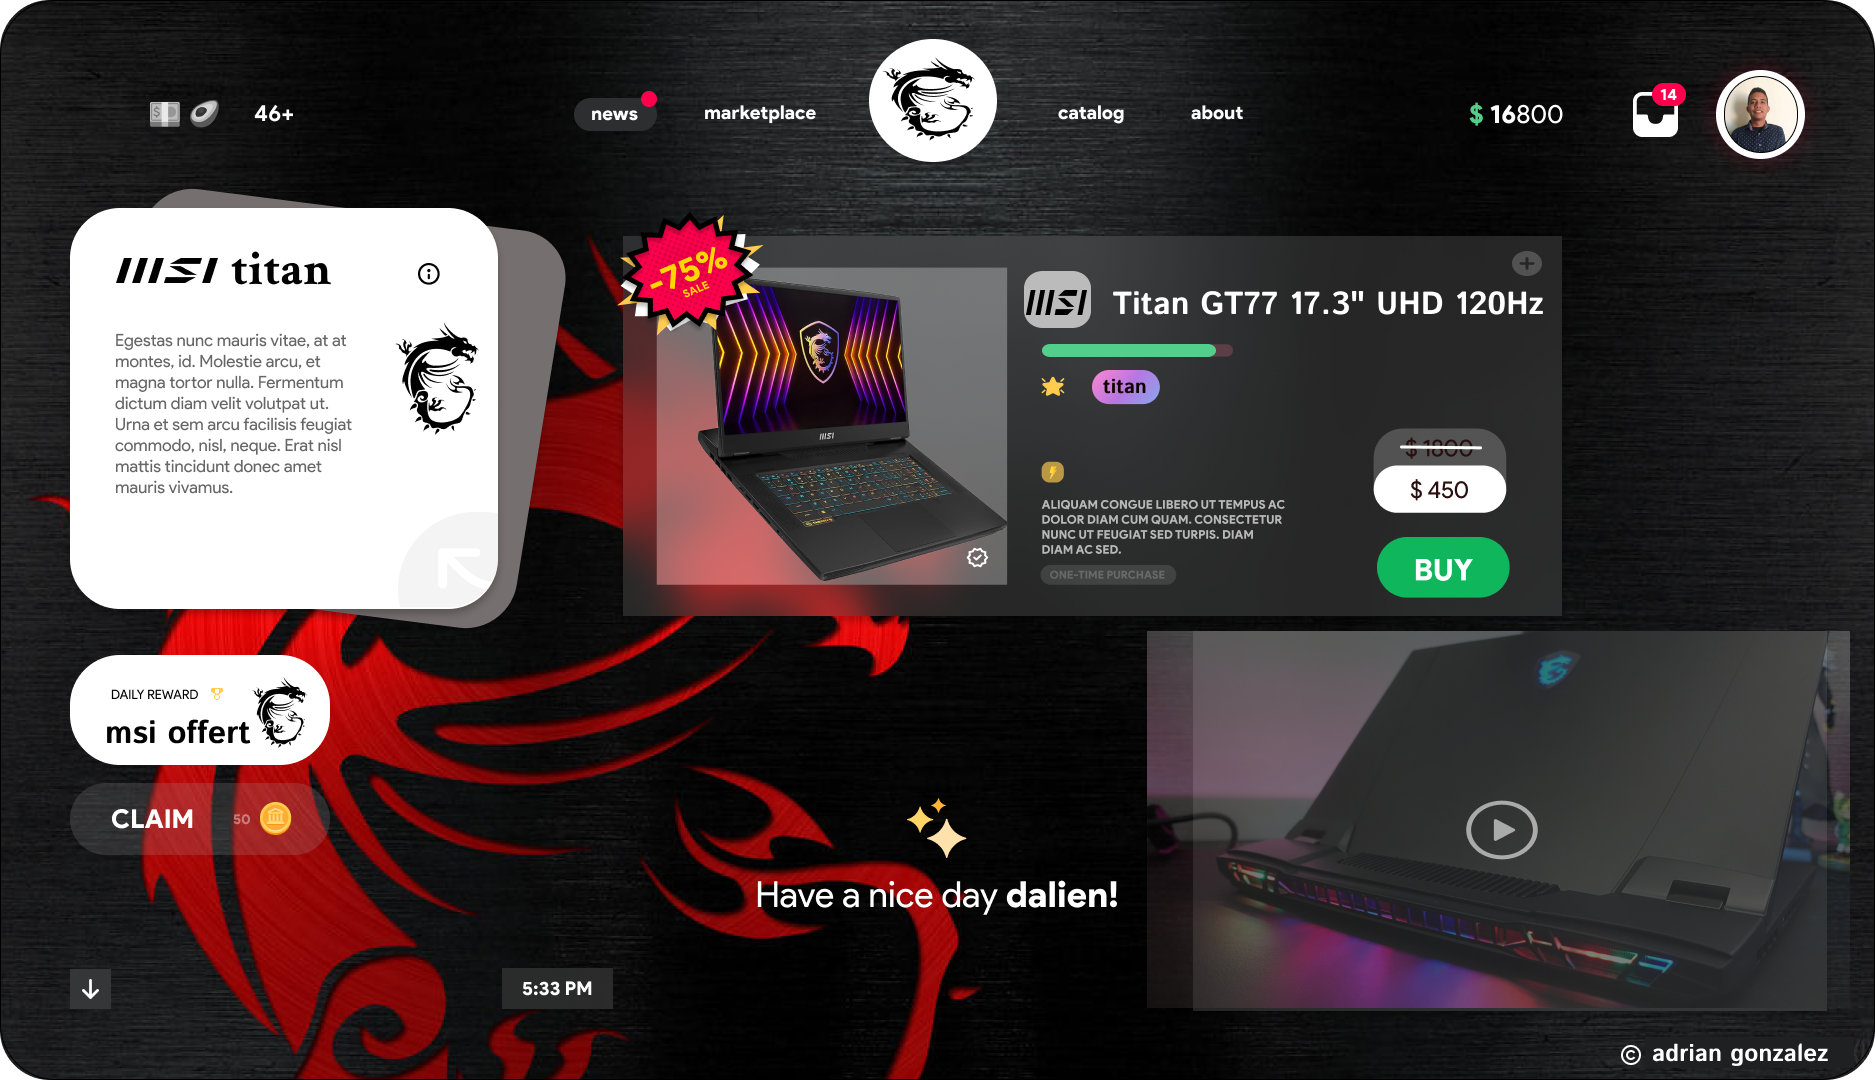 46+
news
marketplace
catalog
about
$ 16800
14
msi titan
Egestas nunc mauris vitae, at at
montes, id. Molestie arcu, et
magna tortor nulla. Fermentum
dictum diam velit volutpat ut.
Urna et sem arcu facilisis feugiat
commodo, nisl, neque. Erat nisl
mattis tincidunt donec amet
mauris vivamus.
-75%
SALE
msi
msi
Titan GT77 17.3" UHD 120Hz
titan
$ 1800
$ 450
ALIQUAM CONGUE LIBERO UT TEMPUS AC
DOLOR DIAM CUM QUAM. CONSECTETUR
NUNC UT FEUGIAT SED TURPIS. DIAM
DIAM AC SED.
ONE-TIME PURCHASE
BUY
DAILY REWARD
msi offert
CLAIM
50
Have a nice day dalien!
5:33 PM
© adrian gonzalez